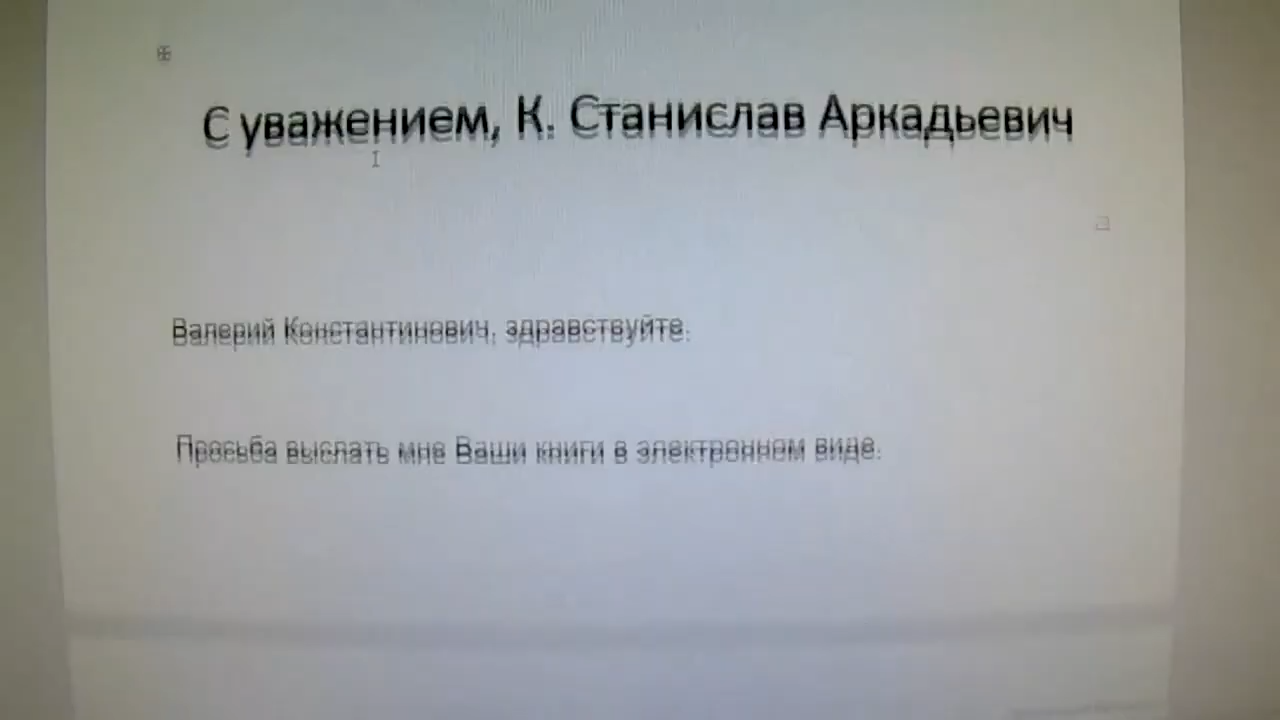 С уважением, К. Станислав Аркадьевич
Валерий Константинович, здравствуйте.
Просьба выслать мне Ваши книги в электронном виде.